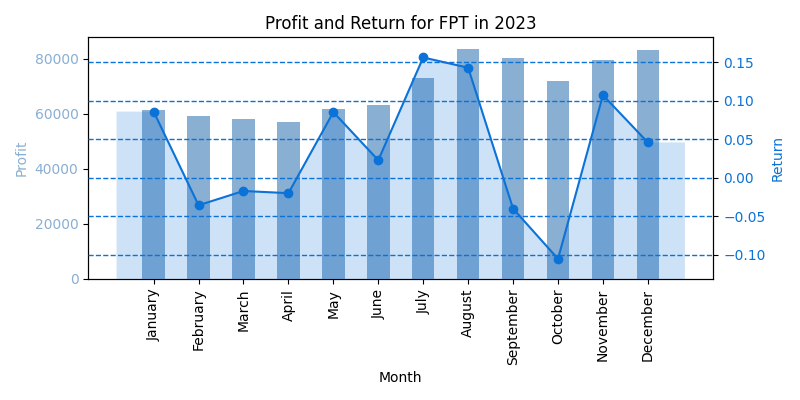 Profit and Return for FPT in 2023
Profit
80000
60000
40000
20000
0
0.15
0.10
0.05
0.00
−0.05
−0.10
Return
January
February
March
April
May
June
July
August
September
October
November
December
Month